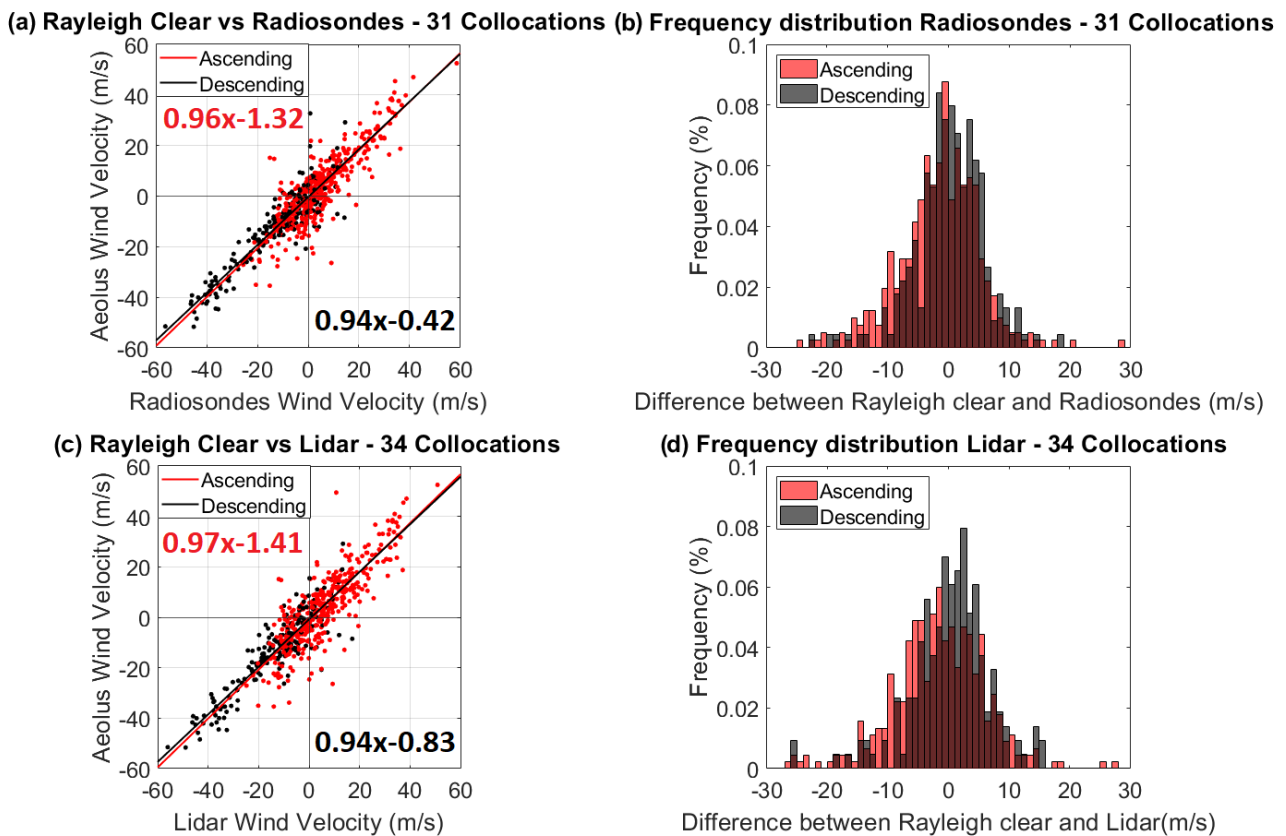 (a) Rayleigh Clear vs Radiosondes - 31 Collocations
60
40
20
0
-20
-40
-60
Aeolus Wind Velocity (m/s)
Ascending
Descending
0.96x-1.32
0.94x-0.42
-60 -40 -20 0 20 40 60
Radiosondes Wind Velocity (m/s)
(b) Frequency distribution Radiosondes - 31 Collocations
0.1
0.08
0.06
0.04
0.02
0
Frequency (%)
Ascending
Descending
-30 -20 -10 0 10 20 30
Difference between Rayleigh clear and Radiosondes (m/s)
(c) Rayleigh Clear vs Lidar - 34 Collocations
60
40
20
0
-20
-40
-60
Aeolus Wind Velocity (m/s)
Ascending
Descending
0.97x-1.41
0.94x-0.83
-60 -40 -20 0 20 40 60
Lidar Wind Velocity(m/s)
(d) Frequency distribution Lidar - 34 Collocations
0.1
0.08
0.06
0.04
0.02
0
Frequency (%)
Ascending
Descending
-30 -20 -10 0 10 20 30
Difference between Rayleigh clear and Lidar(m/s)